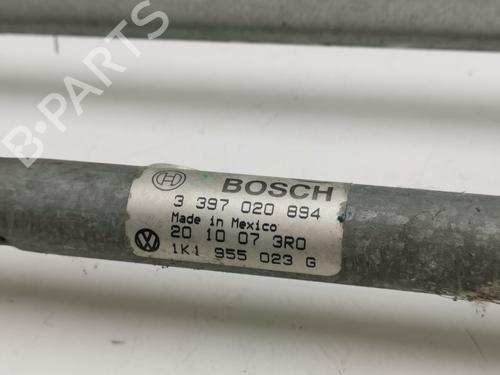 B-PARTS
BOSCH
3 397 020 894
Made in Mexico
20 10 07 3R0
1K1 955 023 G